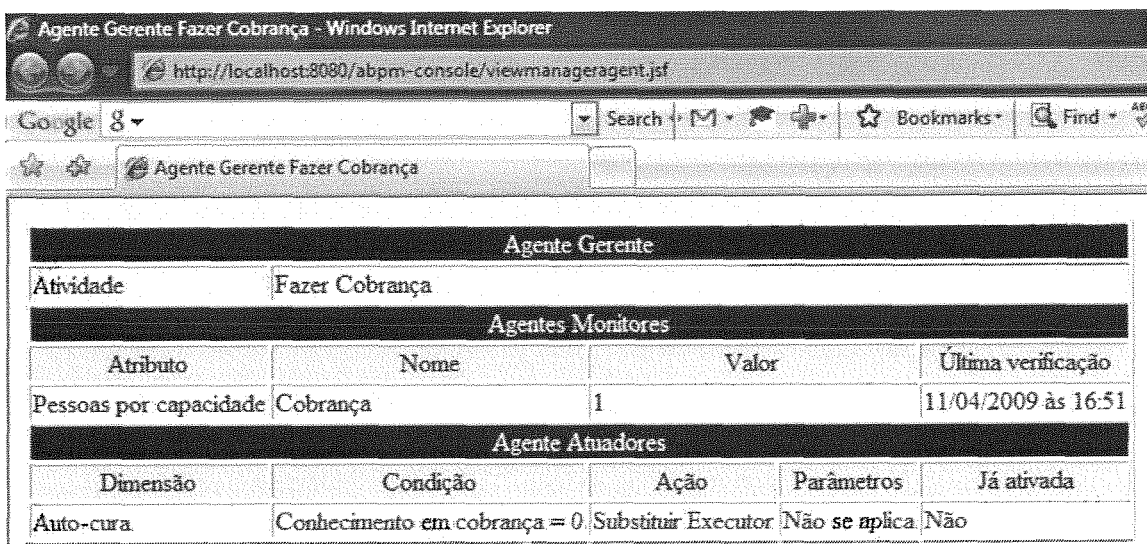 Agente Gerente Fazer Cobrança - Windows Internet Explorer
http://localhost:8080/abpm-console/viewmanageragent.jsf
Google g Search Bookmarks Find
Agente Gerente Fazer Cobrança
Agente Gerente
Atividade Fazer Cobrança
Agentes Monitores
Atributo Nome Valor Última verificação
Pessoas por capacidade Cobrança 1 11/04/2009 às 16:51
Agente Atuadores
Dimensão Condição Ação Parâmetros Já ativada
Auto-cura Conhecimento em cobrança = 0 Substituir Executor Não se aplica Não